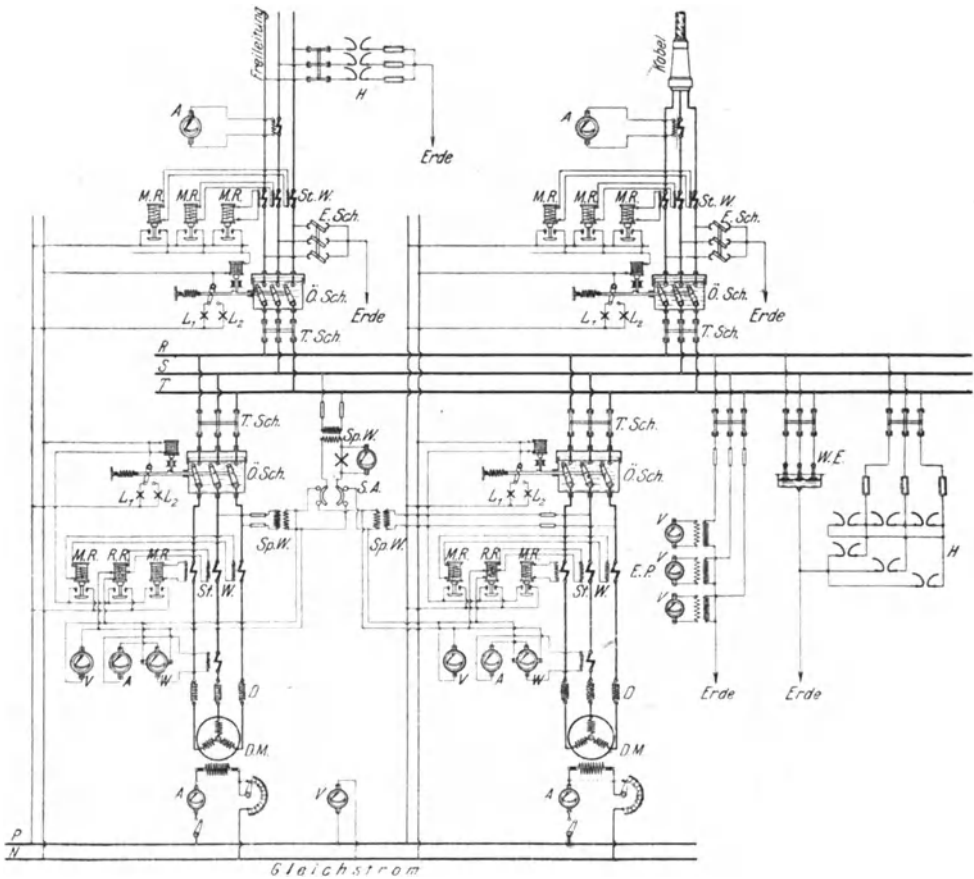 Freileitung
Kabel
H
A
A
Erde
Erde
M.R. M.R. M.R.
St.W.
M.R. M.R. M.R.
St.W.
E.Sch.
E.Sch.
Ö.Sch.
Ö.Sch.
L₁ L₂
Erde
L₁ L₂
Erde
T.Sch.
T.Sch.
R
S
T
T.Sch.
Sp.W.
T.Sch.
W.E.
Ö.Sch.
S.A.
Ö.Sch.
L₁ L₂
L₁ L₂
Sp.W.
Sp.W.
V
M.R. R.R. M.R.
M.R. R.R. M.R.
V
H
E.P.
St. W.
St. W.
V
V A W
V A W
D
D
Erde
Erde
D.M.
D.M.
A
V
A
P
N
Gleichstrom